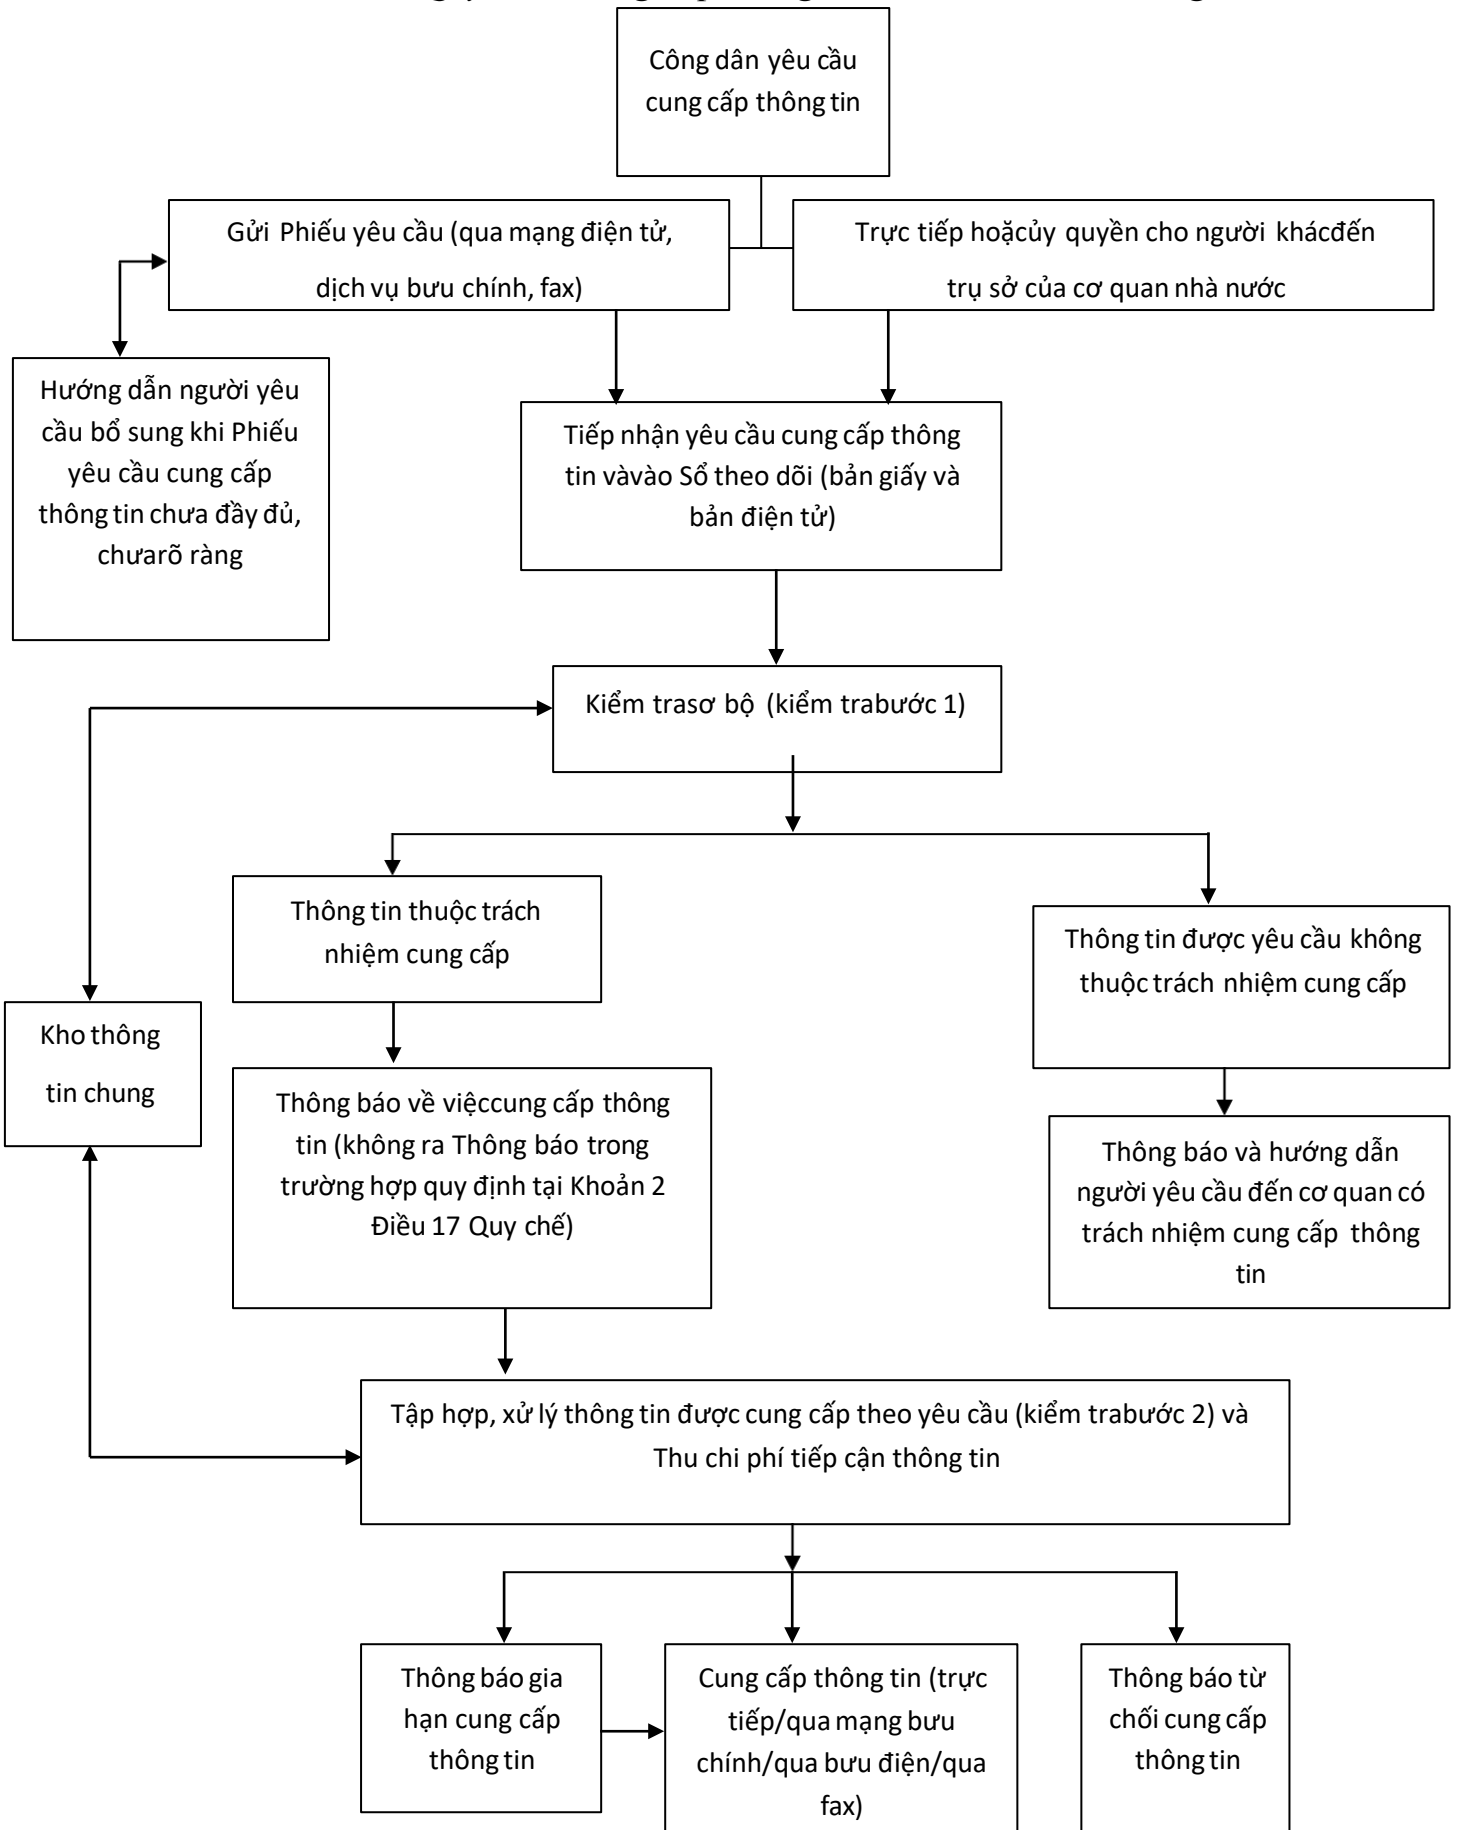 Công dân yêu cầu
cung cấp thông tin
Gửi Phiếu yêu cầu (qua mạng điện tử,
dịch vụ bưu chính, fax)
Trực tiếp hoặcủy quyền cho người khácđến
trụ sở của cơ quan nhà nước
Hướng dẫn người yêu
cầu bổ sung khi Phiếu
yêu cầu cung cấp
thông tin chưa đầy đủ,
chưarõ ràng
Tiếp nhận yêu cầu cung cấp thông
tin vàvào Sổ theo dõi (bản giấy và
bản điện tử)
Kiểm trasơ bộ (kiểm trabước 1)
Thông tin thuộc trách
nhiệm cung cấp
Thông tin được yêu cầu không
thuộc trách nhiệm cung cấp
Kho thông
tin chung
Thông báo về việccung cấp thông
tin (không ra Thông báo trong
trường hợp quy định tại Khoản 2
Điều 17 Quy chế)
Thông báo và hướng dẫn
người yêu cầu đến cơ quan có
trách nhiệm cung cấp thông
tin
Tập hợp, xử lý thông tin được cung cấp theo yêu cầu (kiểm trabước 2) và
Thu chi phí tiếp cận thông tin
Thông báo gia
hạn cung cấp
thông tin
Cung cấp thông tin (trực
tiếp/qua mạng bưu
chính/qua bưu điện/qua
fax)
Thông báo từ
chối cung cấp
thông tin